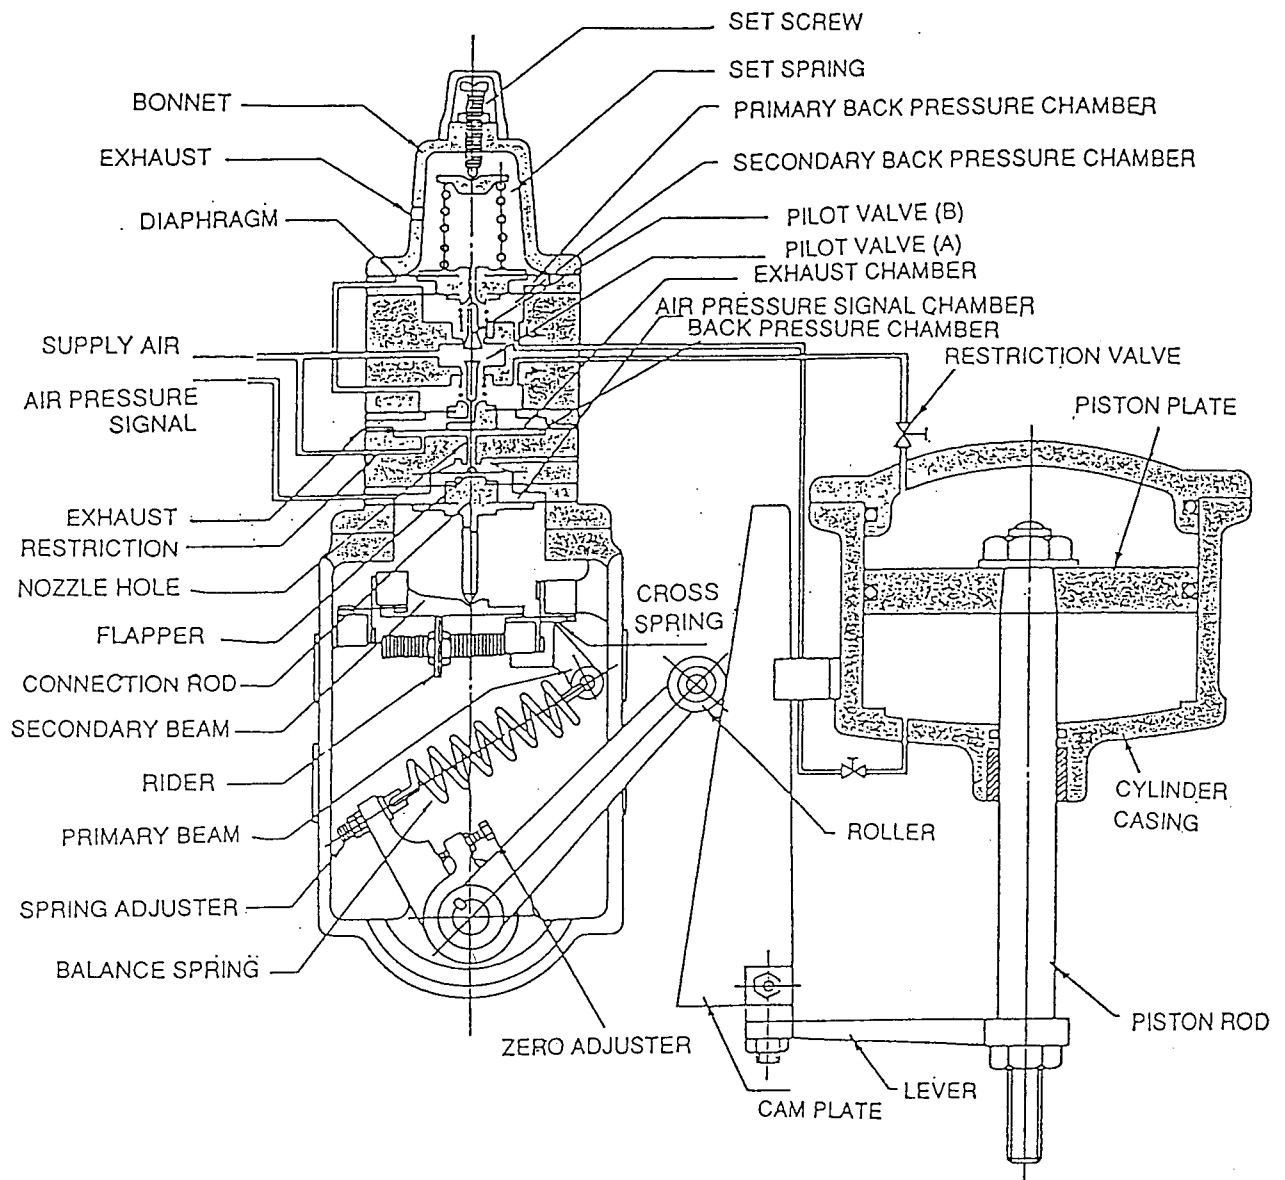 SET SCREW
SET SPRING
PRIMARY BACK PRESSURE CHAMBER
SECONDARY BACK PRESSURE CHAMBER
PILOT VALVE (B)
PILOT VALVE (A)
EXHAUST CHAMBER
AIR PRESSURE SIGNAL CHAMBER
BACK PRESSURE CHAMBER
RESTRICTION VALVE
PISTON PLATE
BONNET
EXHAUST
DIAPHRAGM
SUPPLY AIR
AIR PRESSURE
SIGNAL
EXHAUST
RESTRICTION
NOZZLE HOLE
FLAPPER
CONNECTION ROD
SECONDARY BEAM
RIDER
PRIMARY BEAM
SPRING ADJUSTER
BALANCE SPRING
CROSS
SPRING
ROLLER
CYLINDER
CASING
ZERO ADJUSTER
CAM PLATE
LEVER
PISTON ROD